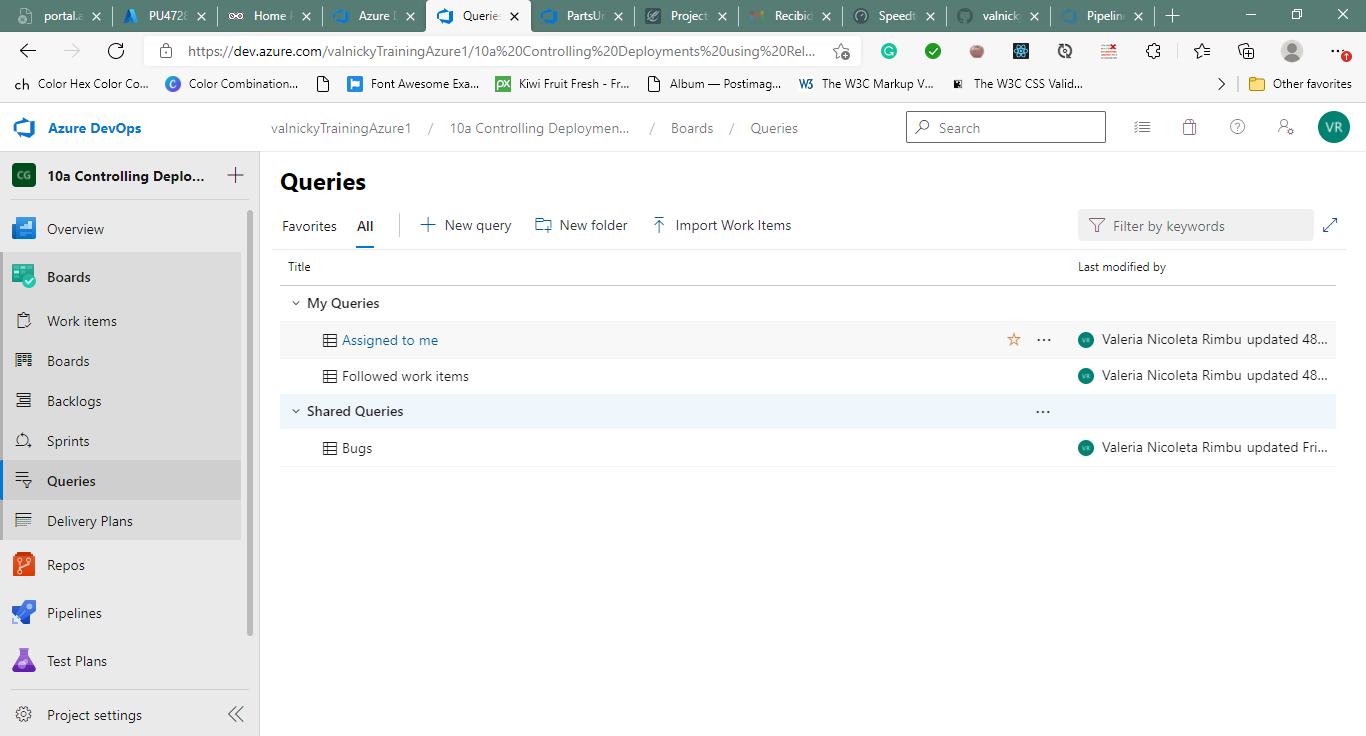 portal.a
PU4728
Home
Azure D
Querie
PartsUn
Project
Recibid
Speedt
valnick
Pipelin
https://dev.azure.com/valnickyTrainingAzure1/10a%20Controlling%20Deployments%20using%20Rel...
ch Color Hex Color Co...
C Color Combination...
Font Awesome Exa...
px Kiwi Fruit Fresh - Fr...
Album — Postimag...
W3 The W3C Markup V...
The W3C CSS Valid...
Other favorites
Azure DevOps
valnickyTrainingAzure1 / 10a Controlling Deploymen... / Boards / Queries
Search
VR
CG 10a Controlling Deplo...
Overview
Boards
Work items
Boards
Backlogs
Sprints
Queries
Delivery Plans
Repos
Pipelines
Test Plans
Project settings
Queries
Favorites All New query New folder Import Work Items
Filter by keywords
Title Last modified by
My Queries
Assigned to me VR Valeria Nicoleta Rimbu updated 48...
Followed work items VR Valeria Nicoleta Rimbu updated 48...
Shared Queries
Bugs VR Valeria Nicoleta Rimbu updated Fri...